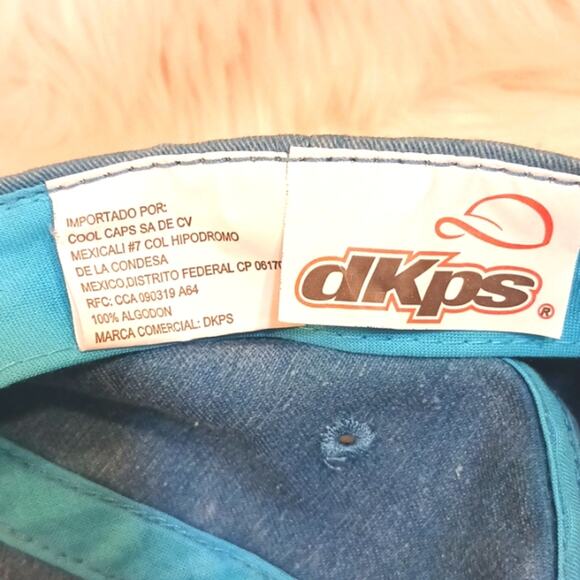 IMPORTADO POR:
COOL CAPS SA DE CV
MEXICALI #7 COL HIPODROMO
DE LA CONDESA
MEXICO,DISTRITO FEDERAL CP 06170
RFC: CCA 090319 A64
100% ALGODON
MARCA COMERCIAL: DKPS
dKps®